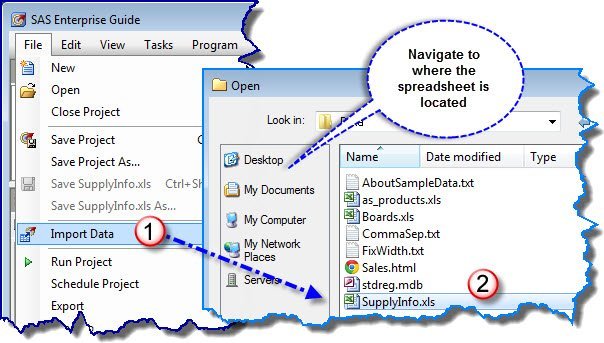 SAS Enterprise Guide
File Edit View Tasks Program
New
Open
Close Project
Save Project
Save Project As...
Save SupplyInfo.xls Ctrl+Sh
Save SupplyInfo.xls As...
Import Data
1
Run Project
Schedule Project
Export
Open
Look in:
Desktop
My Documents
My Computer
My Network
Places
Servers
Navigate to
where the
spreadsheet is
located
Name Date modified Type
AboutSampleData.txt
as_products.xls
Boards.xls
CommaSep.txt
FixWidth.txt
Sales.html
stdreg.mdb
SupplyInfo.xls
2